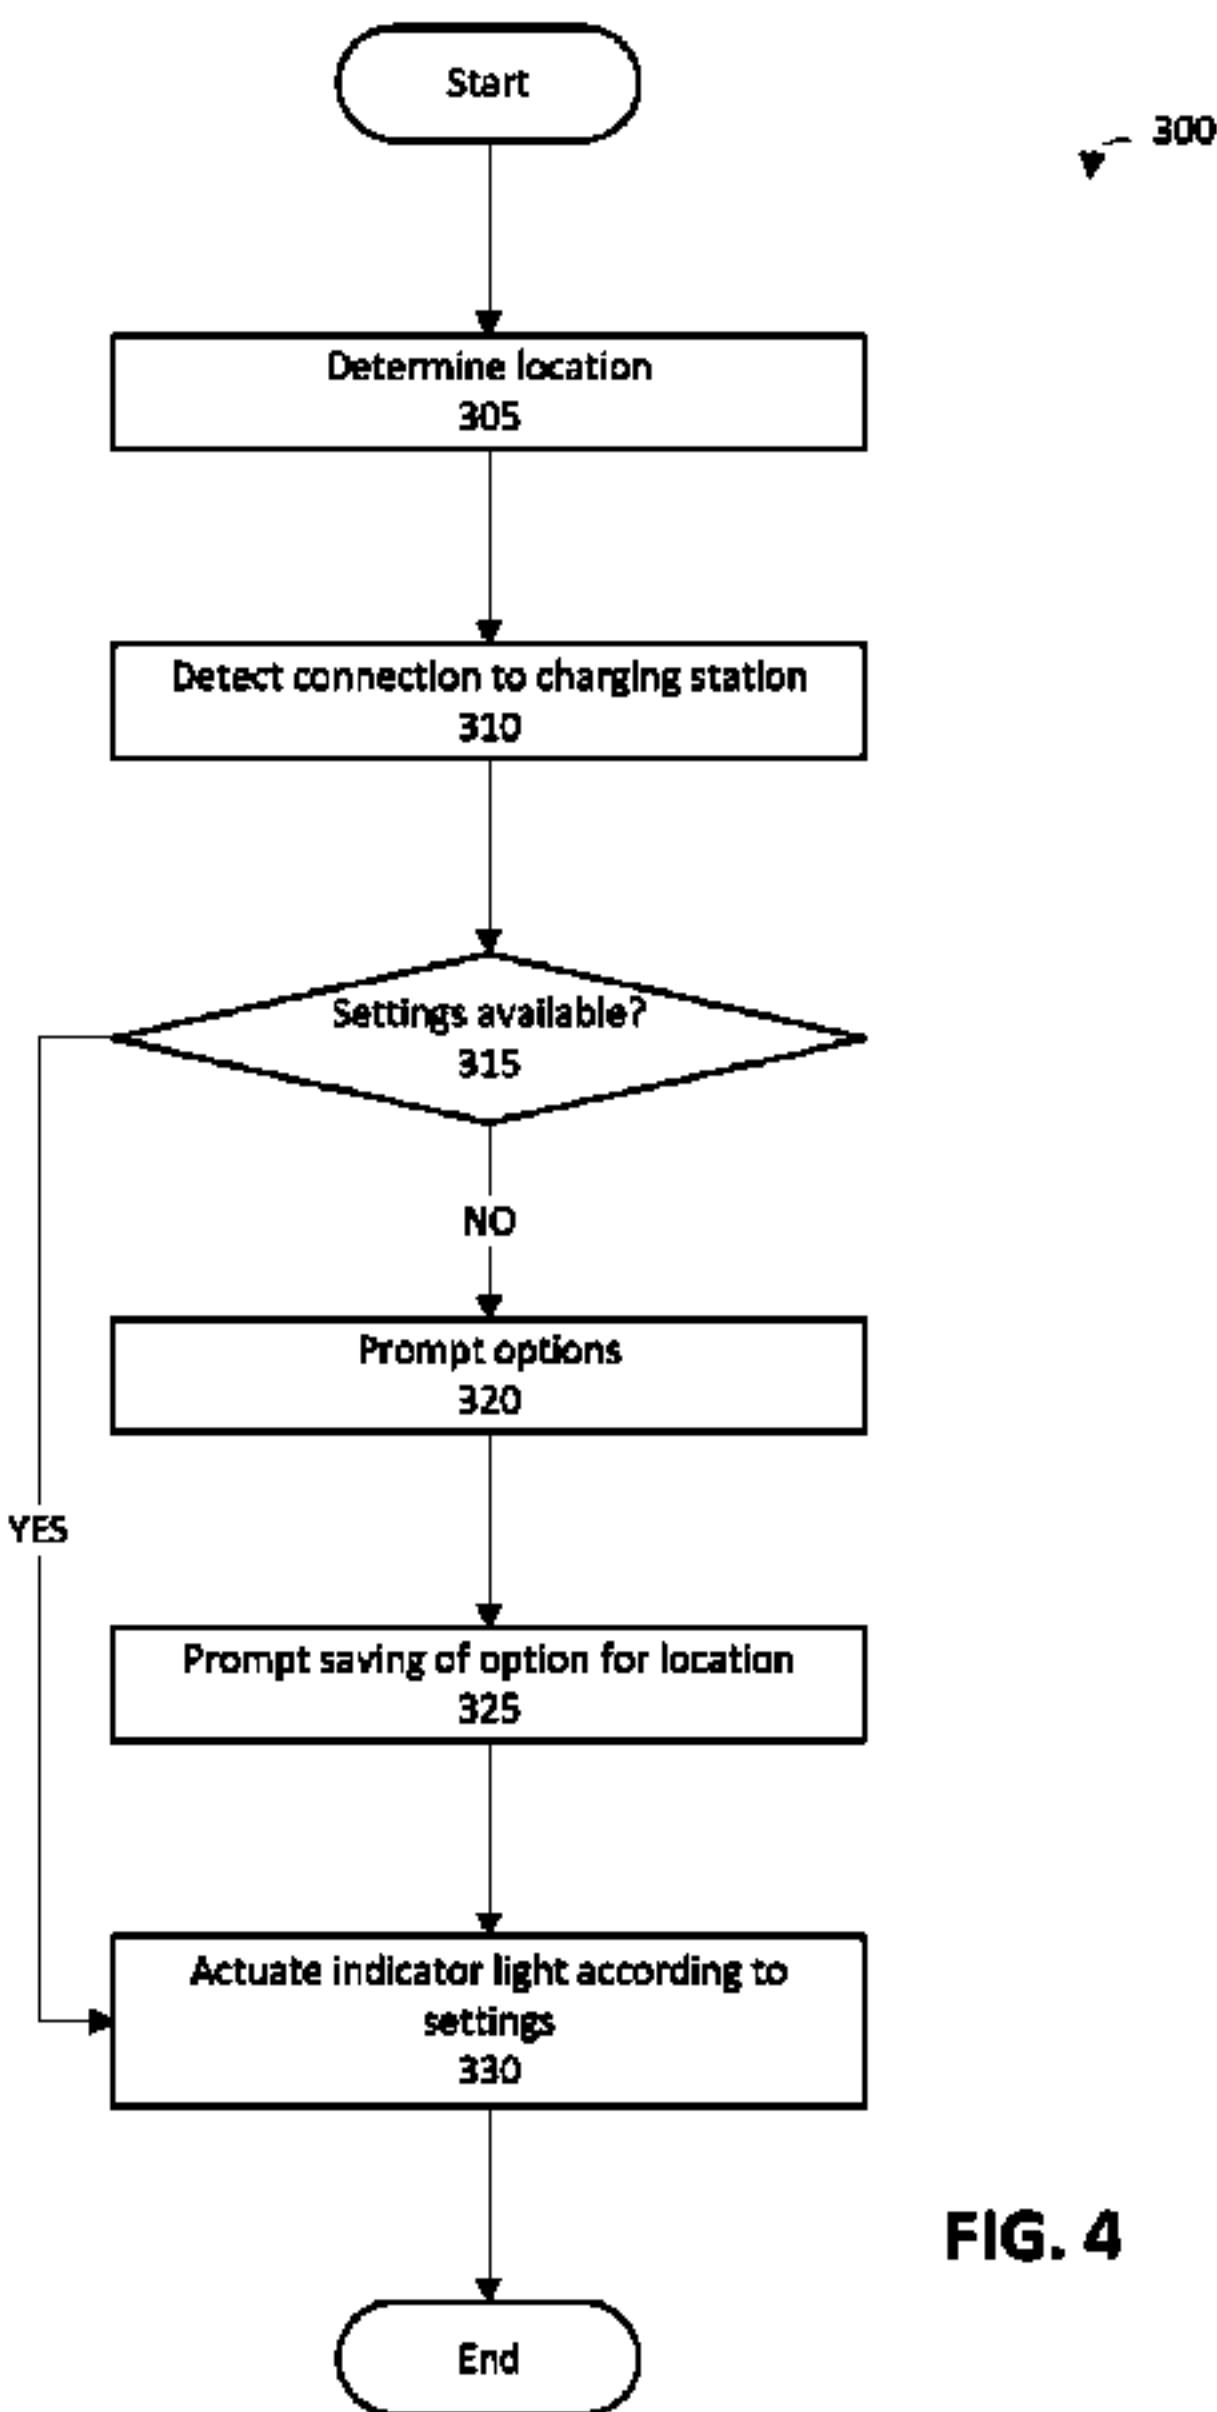 Start
300
Determine location
305
Detect connection to charging station
310
Settings available?
315
NO
Prompt options
320
YES
Prompt saving of option for location
325
Actuate indicator light according to
settings
330
FIG. 4
End